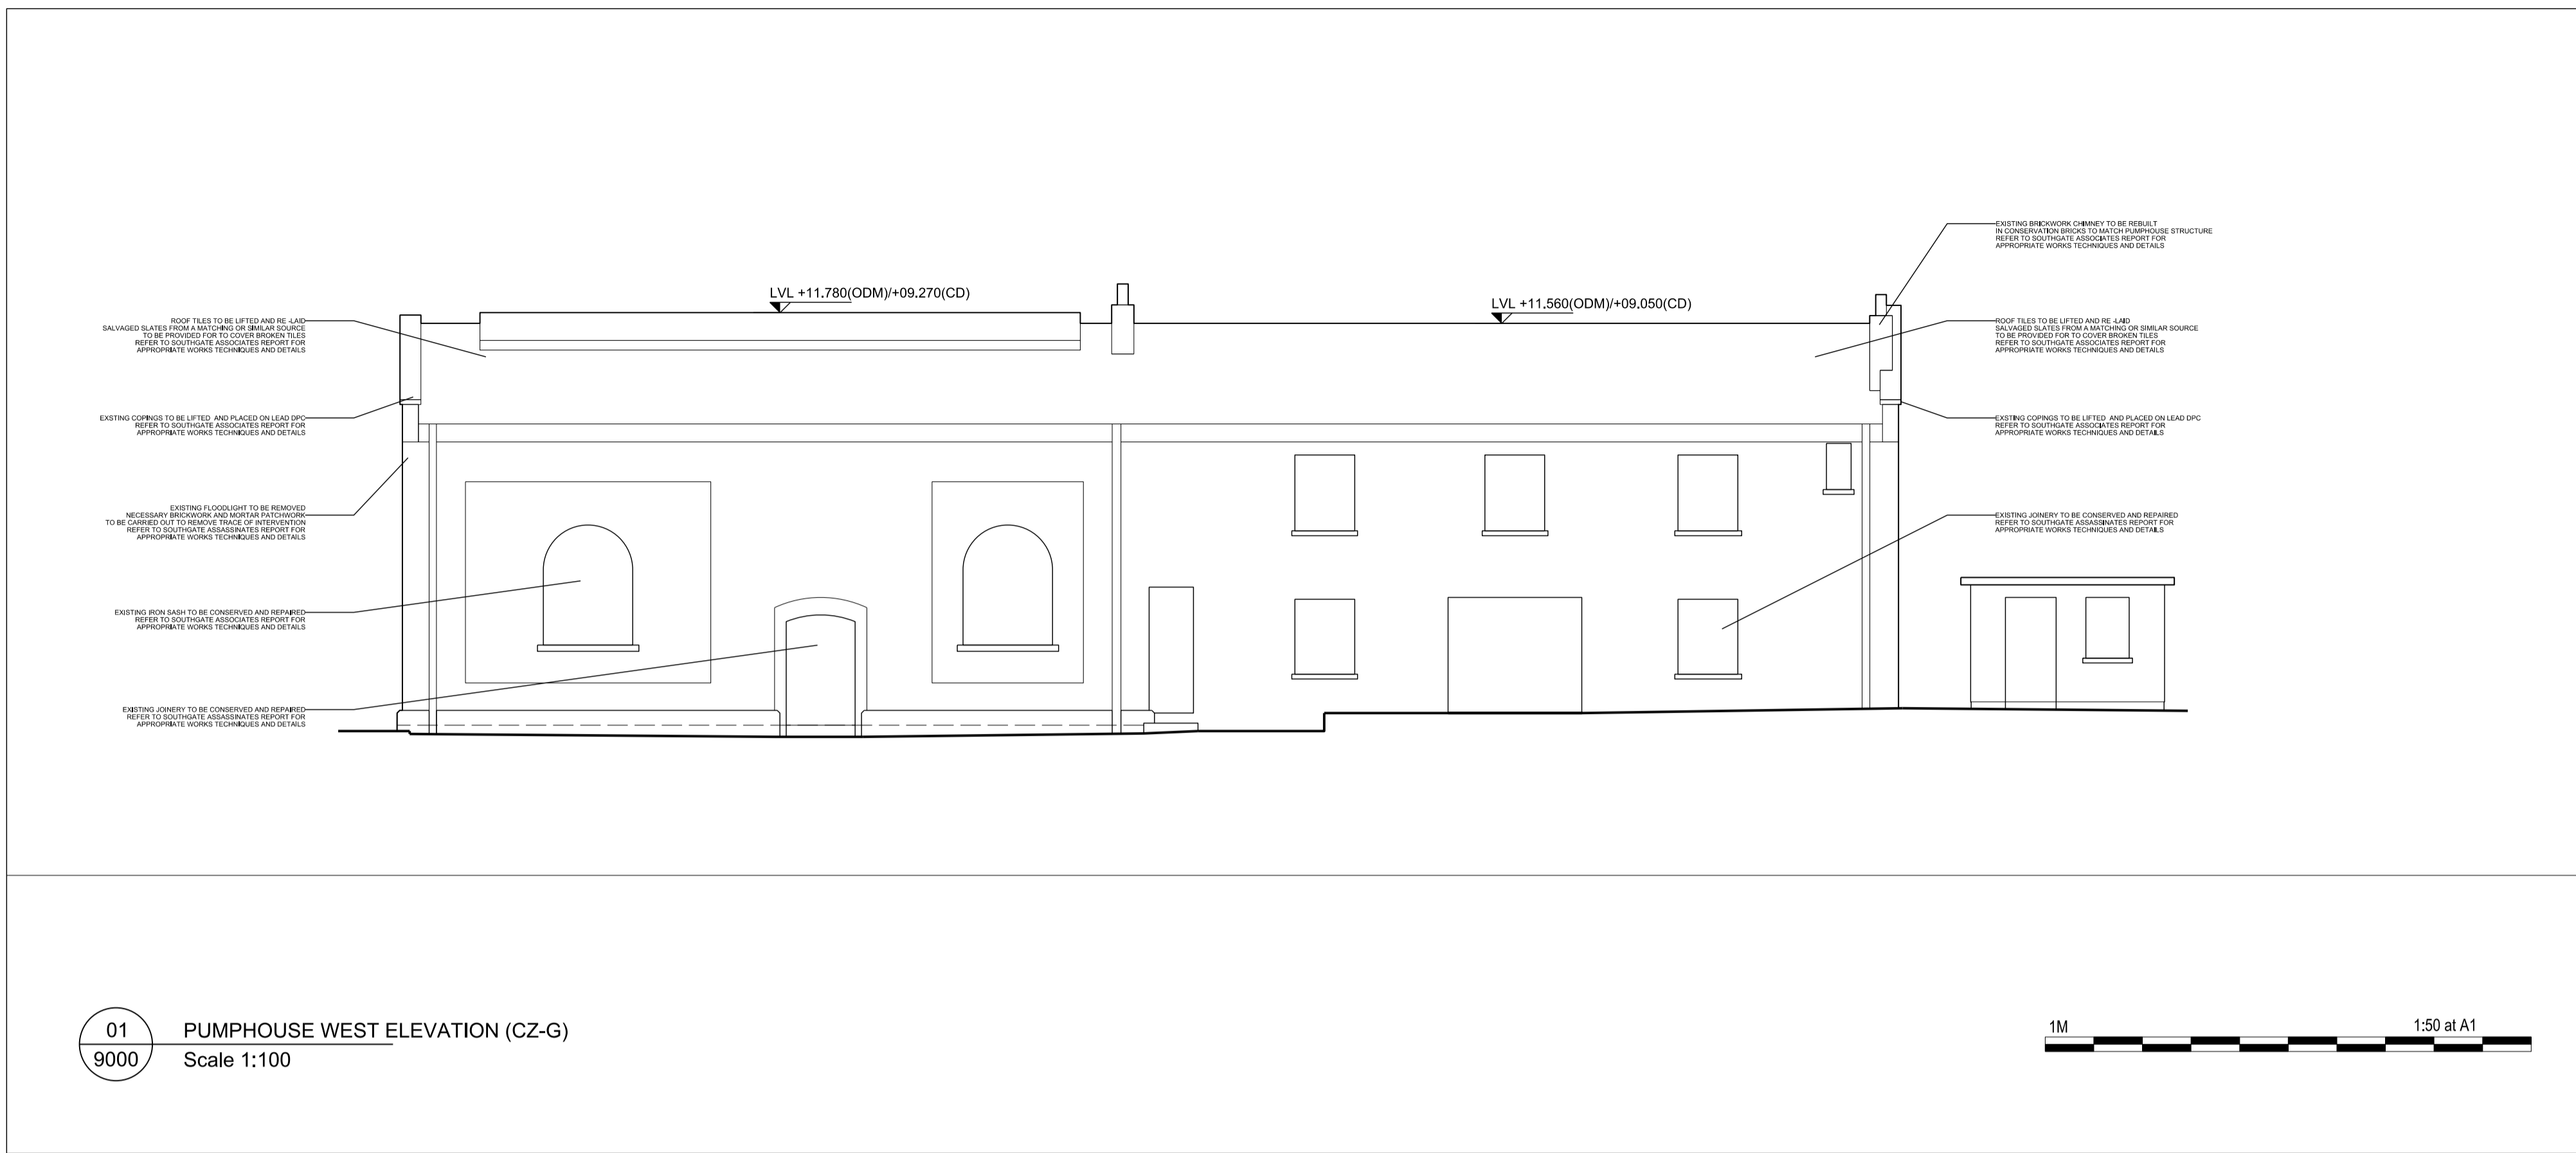 LVL +11.780(ODM)/+09.270(CD)
LVL +11.560(ODM)/+09.050(CD)
ROOF TILES TO BE LIFTED AND RE -LAID
SALVAGED SLATES FROM A MATCHING OR SIMILAR SOURCE
TO BE PROVIDED FOR TO COVER BROKEN TILES
REFER TO SOUTHGATE ASSOCIATES REPORT FOR
APPROPRIATE WORKS TECHNIQUES AND DETAILS
EXSTING COPINGS TO BE LIFTED AND PLACED ON LEAD DPC
REFER TO SOUTHGATE ASSOCIATES REPORT FOR
APPROPRIATE WORKS TECHNIQUES AND DETAILS
EXISTING FLOODLIGHT TO BE REMOVED
NECESSARY BRICKWORK AND MORTAR PATCHWORK
TO BE CARRIED OUT TO REMOVE TRACE OF INTERVENTION
REFER TO SOUTHGATE ASSASSINATES REPORT FOR
APPROPRIATE WORKS TECHNIQUES AND DETAILS
EXISTING IRON SASH TO BE CONSERVED AND REPAIRED
REFER TO SOUTHGATE ASSOCIATES REPORT FOR
APPROPRIATE WORKS TECHNIQUES AND DETAILS
EXISTING JOINERY TO BE CONSERVED AND REPAIRED
REFER TO SOUTHGATE ASSASSINATES REPORT FOR
APPROPRIATE WORKS TECHNIQUES AND DETAILS
EXISTING BRICKWORK CHIMNEY TO BE REBUILT
IN CONSERVATION BRICKS TO MATCH PUMPHOUSE STRUCTURE
REFER TO SOUTHGATE ASSOCIATES REPORT FOR
APPROPRIATE WORKS TECHNIQUES AND DETAILS
ROOF TILES TO BE LIFTED AND RE -LAID
SALVAGED SLATES FROM A MATCHING OR SIMILAR SOURCE
TO BE PROVIDED FOR TO COVER BROKEN TILES
REFER TO SOUTHGATE ASSOCIATES REPORT FOR
APPROPRIATE WORKS TECHNIQUES AND DETAILS
EXSTING COPINGS TO BE LIFTED AND PLACED ON LEAD DPC
REFER TO SOUTHGATE ASSOCIATES REPORT FOR
APPROPRIATE WORKS TECHNIQUES AND DETAILS
EXISTING JOINERY TO BE CONSERVED AND REPAIRED
REFER TO SOUTHGATE ASSASSINATES REPORT FOR
APPROPRIATE WORKS TECHNIQUES AND DETAILS
01
9000
PUMPHOUSE WEST ELEVATION (CZ-G)
Scale 1:100
1M
1:50 at A1